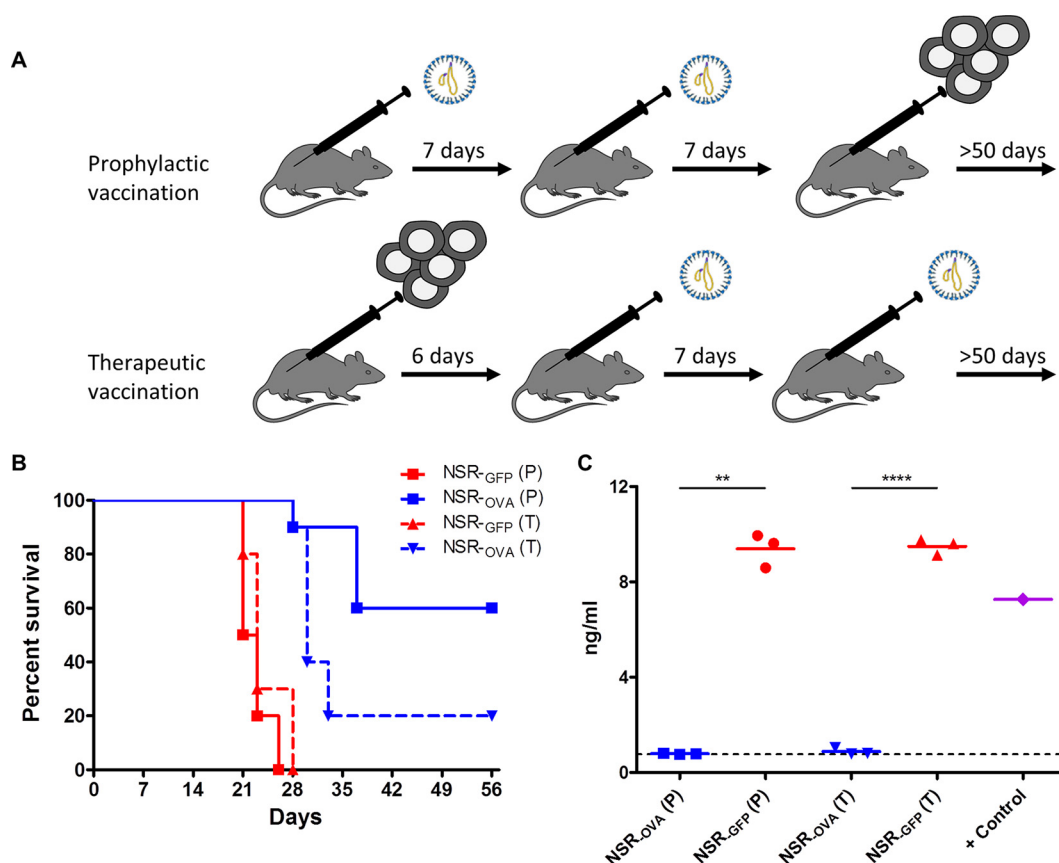 A
Prophylactic
vaccination
7 days
7 days
>50 days
Therapeutic
vaccination
6 days
7 days
>50 days
B
NSR-GFP (P)
NSR-OVA (P)
NSR-GFP (T)
NSR-OVA (T)
100
80
60
40
20
0
Percent survival
0 7 14 21 28 35 42 49 56
Days
C
** ****
12
8
4
0
ng/ml
NSR-OVA (P)
NSR-GFP (P)
NSR-OVA (T)
NSR-GFP (T)
+ Control